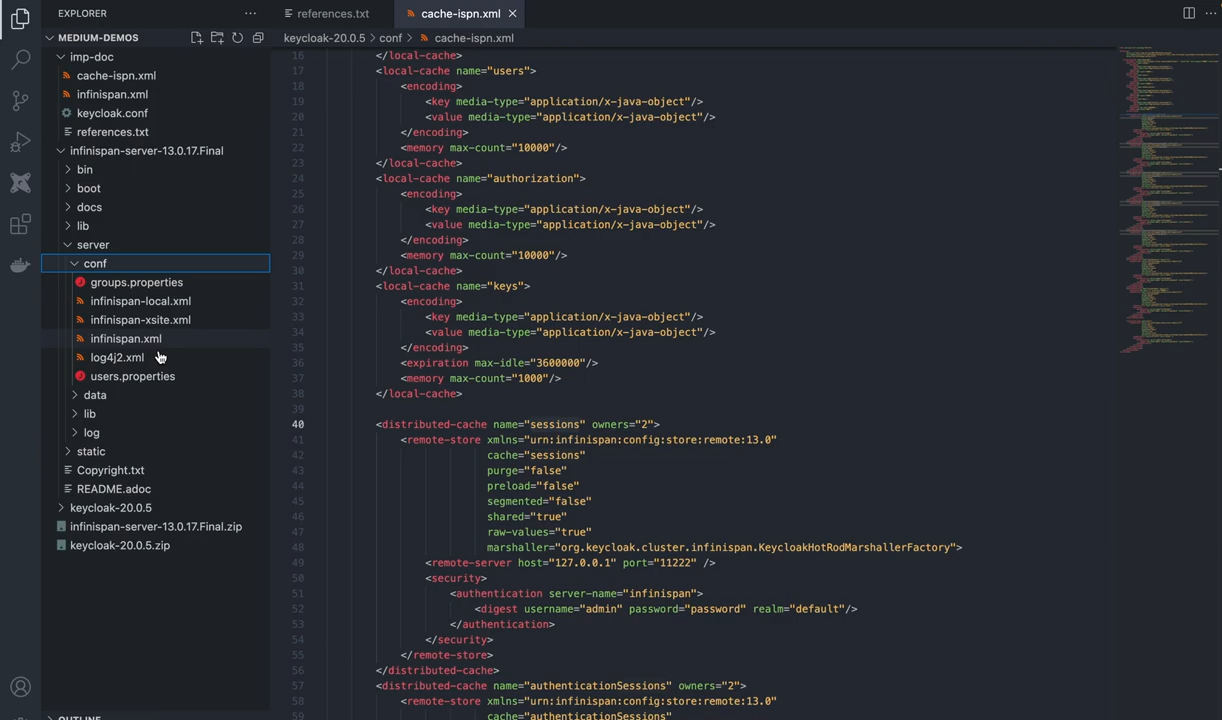 EXPLORER
references.txt
cache-ispn.xml
MEDIUM-DEMOS
keycloak-20.0.5 > conf > cache-ispn.xml
imp-doc
cache-ispn.xml
infinispan.xml
keycloak.conf
references.txt
infinispan-server-13.0.17.Final
bin
boot
docs
lib
server
conf
groups.properties
infinispan-local.xml
infinispan-xsite.xml
infinispan.xml
log4j2.xml
users.properties
data
lib
log
static
Copyright.txt
README.adoc
keycloak-20.0.5
infinispan-server-13.0.17.Final.zip
keycloak-20.0.5.zip
OUTLINE
16 </local-cache>
17 <local-cache name="users">
18 <encoding>
19 <key media-type="application/x-java-object"/>
20 <value media-type="application/x-java-object"/>
21 </encoding>
22 <memory max-count="10000"/>
23 </local-cache>
24 <local-cache name="authorization">
25 <encoding>
26 <key media-type="application/x-java-object"/>
27 <value media-type="application/x-java-object"/>
28 </encoding>
29 <memory max-count="10000"/>
30 </local-cache>
31 <local-cache name="keys">
32 <encoding>
33 <key media-type="application/x-java-object"/>
34 <value media-type="application/x-java-object"/>
35 </encoding>
36 <expiration max-idle="3600000"/>
37 <memory max-count="1000"/>
38 </local-cache>
39
40 <distributed-cache name="sessions" owners="2">
41 <remote-store xmlns="urn:infinispan:config:store:remote:13.0"
42 cache="sessions"
43 purge="false"
44 preload="false"
45 segmented="false"
46 shared="true"
47 raw-values="true"
48 marshaller="org.keycloak.cluster.infinispan.KeycloakHotRodMarshallerFactory">
49 <remote-server host="127.0.0.1" port="11222" />
50 <security>
51 <authentication server-name="infinispan">
52 <digest username="admin" password="password" realm="default"/>
53 </authentication>
54 </security>
55 </remote-store>
56 </distributed-cache>
57 <distributed-cache name="authenticationSessions" owners="2">
58 <remote-store xmlns="urn:infinispan:config:store:remote:13.0"
59 cache="authenticationSessions"